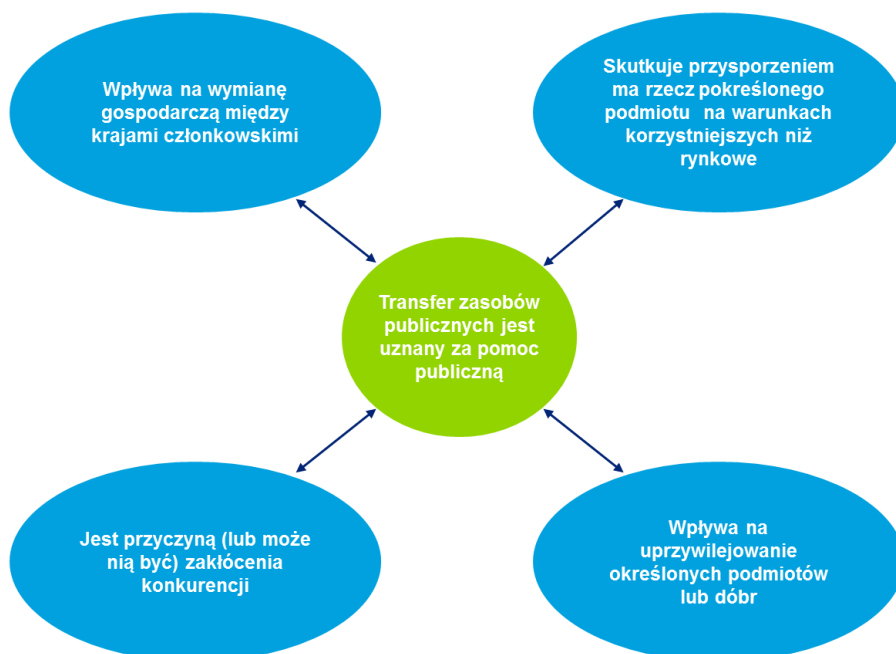 Wpływa na wymianę
gospodarczą między
krajami członkowskimi
Skutkuje przysporzeniem
ma rzecz pokreślonego
podmiotu na warunkach
korzystniejszych niż
rynkowe
Transfer zasobów
publicznych jest
uznany za pomoc
publiczną
Jest przyczyną (lub może
nią być) zakłócenia
konkurencji
Wpływa na
uprzywilejowanie
określonych podmiotów
lub dóbr